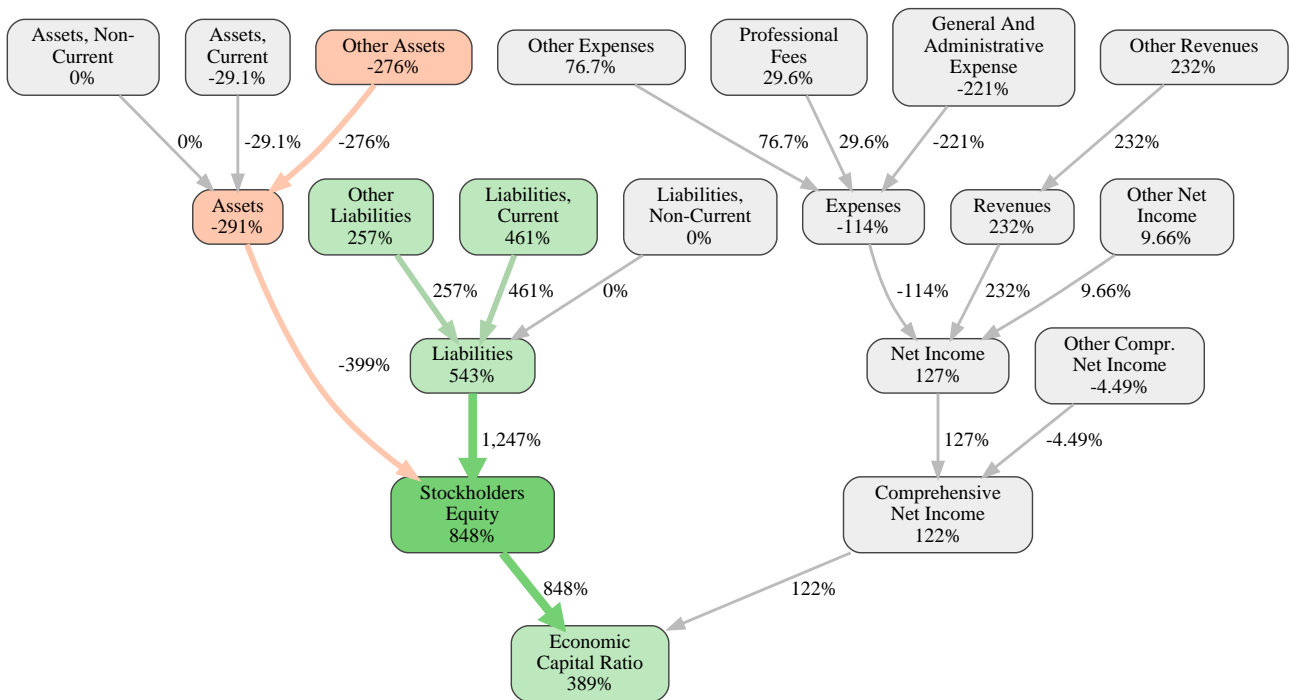 Assets, Non-
Current
0%
Assets,
Current
-29.1%
Other Assets
-276%
Other Expenses
76.7%
Professional
Fees
29.6%
General And
Administrative
Expense
-221%
Other Revenues
232%
0%
-29.1%
-276%
76.7%
29.6%
-221%
232%
Assets
-291%
Other
Liabilities
257%
Liabilities,
Current
461%
Liabilities,
Non-Current
0%
Expenses
-114%
Revenues
232%
Other Net
Income
9.66%
257%
461%
0%
-114%
232%
9.66%
-399%
Liabilities
543%
Net Income
127%
Other Compr.
Net Income
-4.49%
1,247%
127%
-4.49%
Stockholders
Equity
848%
Comprehensive
Net Income
122%
848%
122%
Economic
Capital Ratio
389%